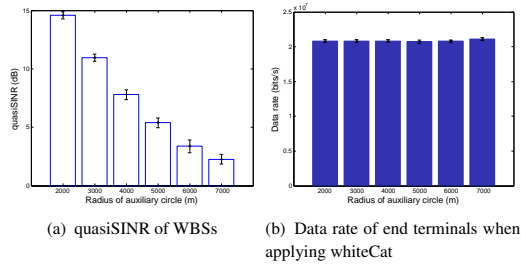 15
10
5
0
quasiSINR (dB)
2000 3000 4000 5000 6000 7000
Radius of auxiliary circle (m)
(a) quasiSINR of WBSs
2.5 x 10⁷
2
1.5
1
0.5
0
Data rate (bits/s)
2000 3000 4000 5000 6000 7000
Radius of auxiliary circle (m)
(b) Data rate of end terminals when
applying whiteCat